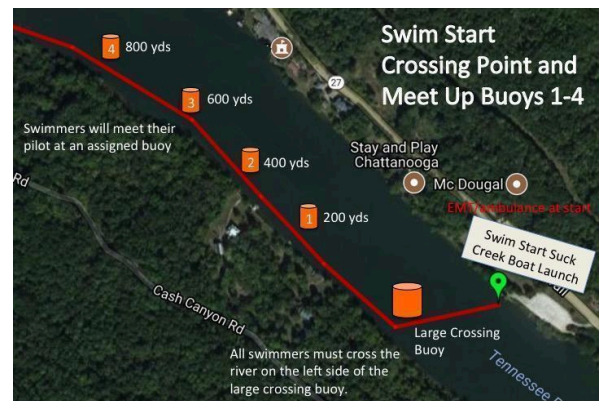 Swim Start
Crossing Point and
Meet Up Buoys 1-4
4
800 yds
27
3
600 yds
Swimmers will meet their
pilot at an assigned buoy
2
400 yds
Stay and Play
Chattanooga
Mc Dougal
EMT/ambulance at start
Rd
1
200 yds
Swim Start Suck
Creek Boat Launch
Cash Canyon Rd
Large Crossing
Buoy
All swimmers must cross the
river on the left side of the
large crossing buoy.
Tennessee